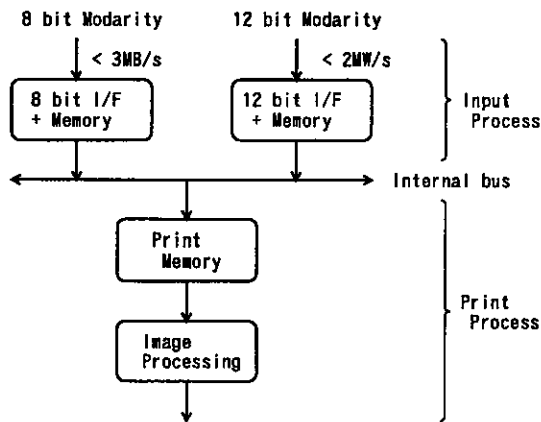 8 bit Modarity
12 bit Modarity
< 3MB/s
< 2MW/s
8 bit I/F
+ Memory
12 bit I/F
+ Memory
Input
Process
Internal bus
Print
Memory
Image
Processing
Print
Process